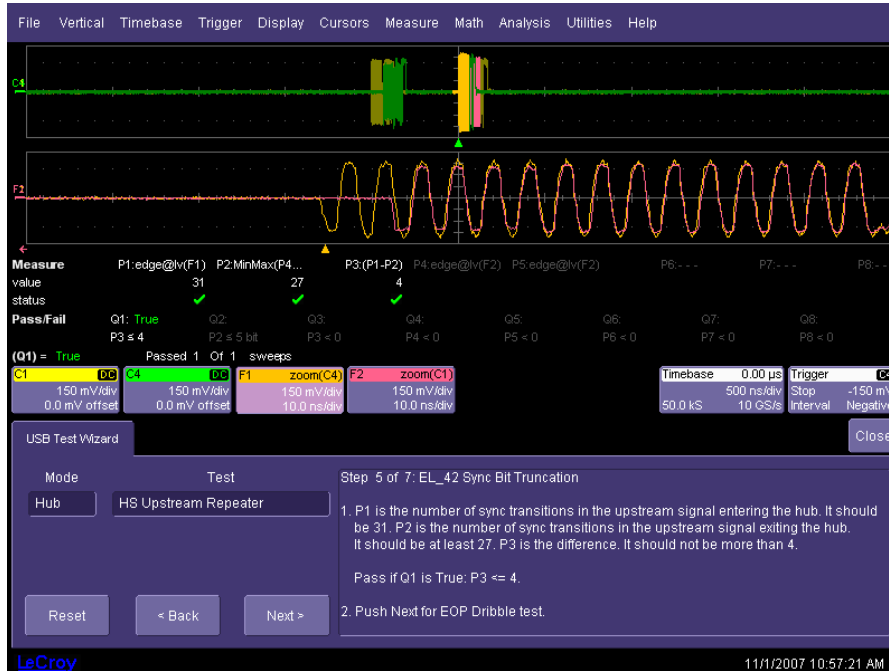 File Vertical Timebase Trigger Display Cursors Measure Math Analysis Utilities Help
C4
F2
Measure P1:edge@lv(F1) P2:MinMax(P4... P3:(P1-P2) P4:edge@lv(F2) P5:edge@lv(F2) P6:- - - P7:- - - P8:- - -
value 31 27 4
status
Pass/Fail Q1: True Q2: Q3: Q4: Q5: Q6: Q7: Q8:
P3 ≤ 4 P2 ≤ 5 bit P3 < 0 P4 < 0 P5 < 0 P6 < 0 P7 < 0 P8 < 0
(Q1) = True Passed 1 Of 1 sweeps
C1 DC C4 DC F1 zoom(C4) F2 zoom(C1) Timebase 0.00 µs Trigger C4
150 mV/div 150 mV/div 150 mV/div 150 mV/div 500 ns/div Stop -150 mV
0.0 mV offset 0.0 mV offset 10.0 ns/div 10.0 ns/div 50.0 kS 10 GS/s Interval Negative
USB Test Wizard Close
Mode Test
Hub HS Upstream Repeater
Step 5 of 7: EL_42 Sync Bit Truncation
1. P1 is the number of sync transitions in the upstream signal entering the hub. It should
be 31. P2 is the number of sync transitions in the upstream signal exiting the hub.
It should be at least 27. P3 is the difference. It should not be more than 4.
Pass if Q1 is True: P3 <= 4.
2. Push Next for EOP Dribble test.
Reset < Back Next >
LeCroy 11/1/2007 10:57:21 AM